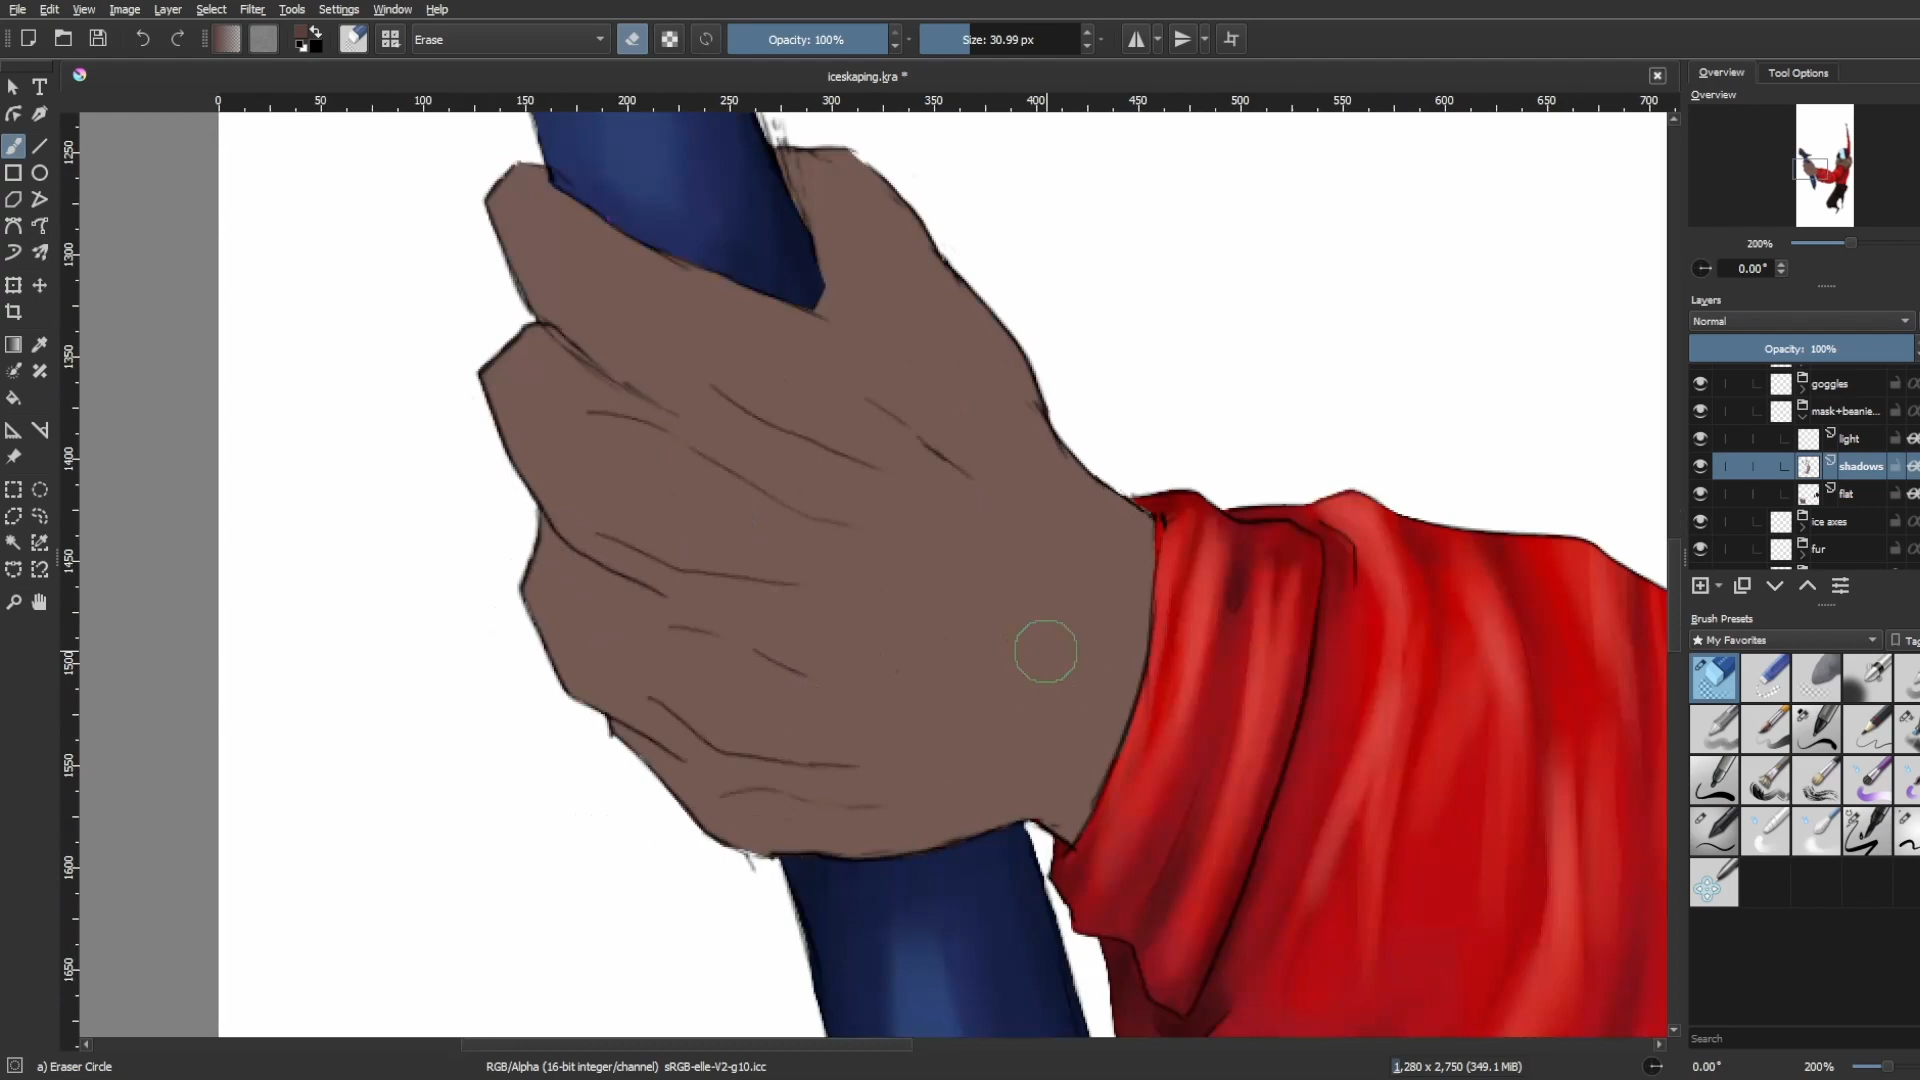 File Edit View Image Layer Select Filter Tools Settings Window Help
Erase
Opacity: 100%
Size: 30.99 px
iceskaping.kra *
Overview Tool Options
Overview
0 50 100 150 200 250 300 350 400 450 500 550 600 650 700
1250
1300
1350
1400
1450
1500
1550
1600
1650
200%
0.00°
Layers
Normal
Opacity: 100%
goggles
mask+beanie...
light
shadows
flat
ice axes
fur
Brush Presets
My Favorites
Tag
Search
a) Eraser Circle
RGB/Alpha (16-bit integer/channel) sRGB-elle-V2-g10.icc
1,280 x 2,750 (349.1 MiB)
0.00°
200%